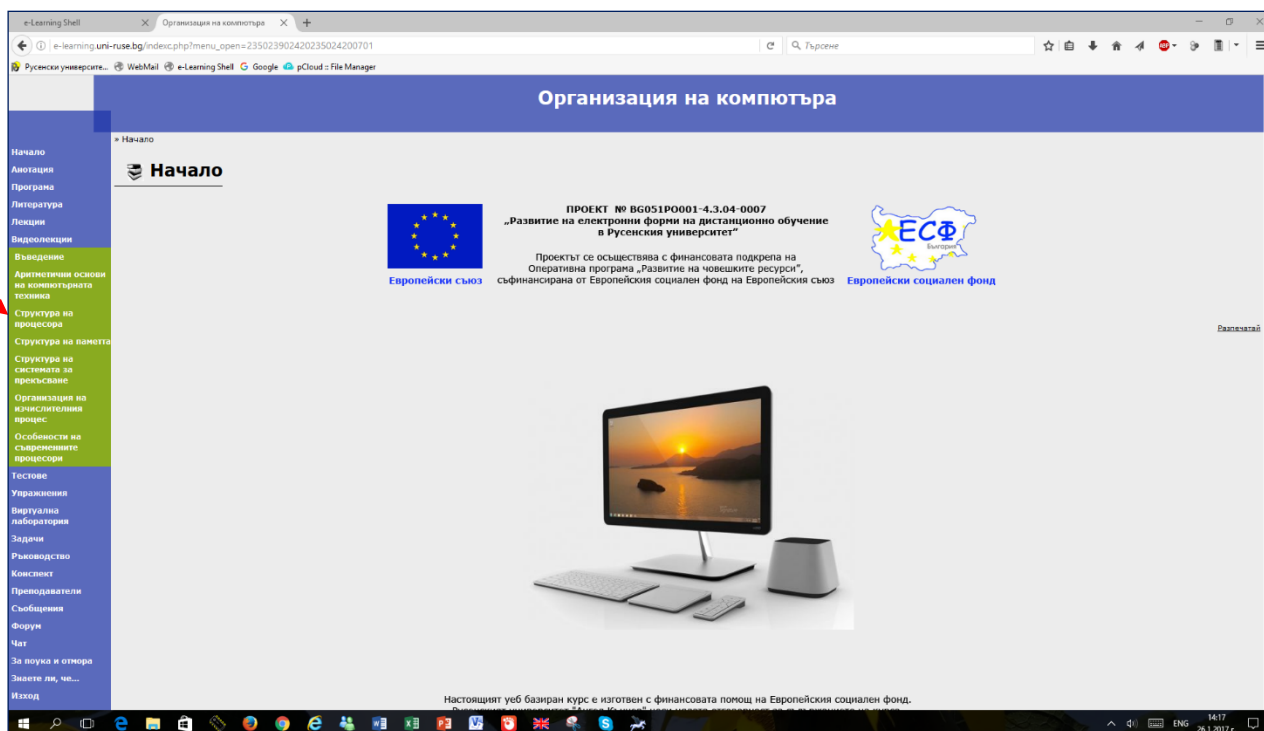 e-Learning Shell
Организация на компютъра
e-learning.uni-ruse.bg/indexc.php?menu_open=235023902420235024200701
Търсене
Русенски университе... WebMail e-Learning Shell Google pCloud :: File Manager
Организация на компютъра
» Начало
Начало
Начало
Анотация
Програма
Литература
Лекции
Видеолекции
Въведение
Аритметични основи
на компютърната
техника
Структура на
процесора
Структура на паметта
Структура на
системата за
прекъсване
Организация на
изчислителния
процес
Особености на
съвременните
процесори
Тестове
Упражнения
Виртуална
лаборатория
Задачи
Ръководство
Конспект
Преподаватели
Съобщения
Форум
Чат
За поука и отмора
Знаете ли, че...
Изход
ПРОЕКТ № BG051PO001-4.3.04-0007
„Развитие на електронни форми на дистанционно обучение
в Русенския университет“
Проектът се осъществява с финансовата подкрепа на
Оперативна програма „Развитие на човешките ресурси“,
съфинансирана от Европейския социален фонд на Европейския съюз
Европейски съюз
ЕСФ
България
Европейски социален фонд
Разпечатай
Настоящият уеб базиран курс е изготвен с финансовата помощ на Европейския социален фонд.
ENG
14:17
26.1.2017 г.